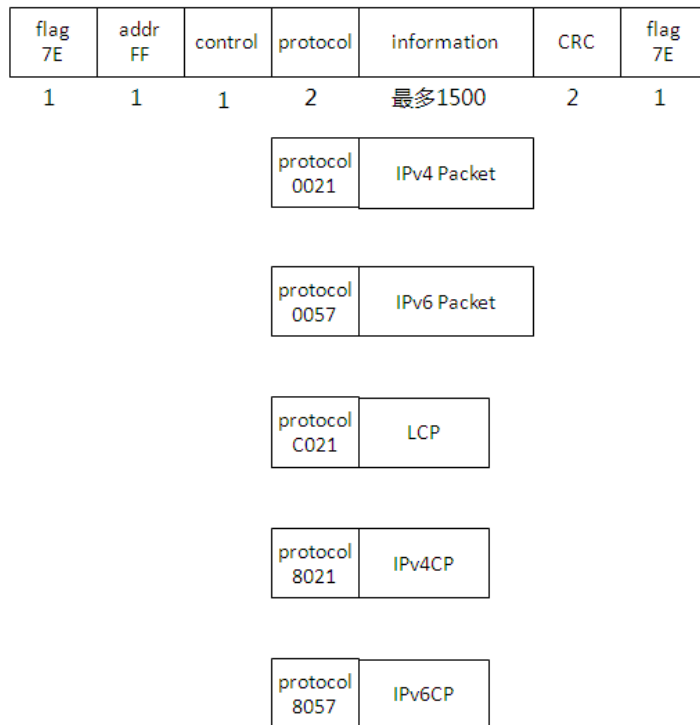 flag addr control protocol information CRC flag
7E FF 7E
1 1 1 2 最多1500 2 1
protocol IPv4 Packet
0021
protocol IPv6 Packet
0057
protocol LCP
C021
protocol IPv4CP
8021
protocol IPv6CP
8057